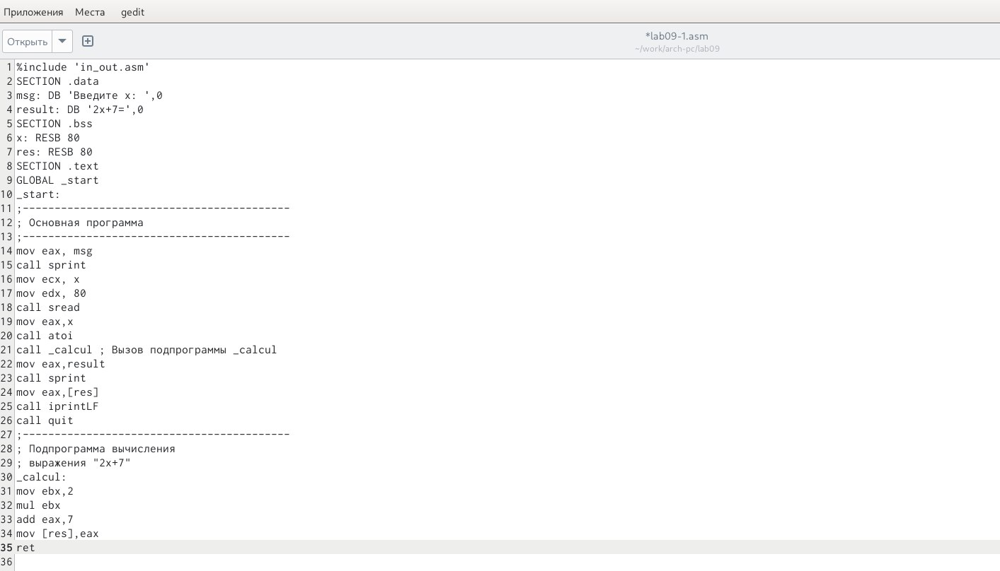 Приложения Места gedit
Открыть
*lab09-1.asm
~/work/arch-pc/lab09
1 %include 'in_out.asm'
2 SECTION .data
3 msg: DB 'Введите x: ',0
4 result: DB '2x+7=',0
5 SECTION .bss
6 x: RESB 80
7 res: RESB 80
8 SECTION .text
9 GLOBAL _start
10 _start:
11 ;------------------------------------------
12 ; Основная программа
13 ;------------------------------------------
14 mov eax, msg
15 call sprint
16 mov ecx, x
17 mov edx, 80
18 call sread
19 mov eax,x
20 call atoi
21 call _calcul ; Вызов подпрограммы _calcul
22 mov eax,result
23 call sprint
24 mov eax,[res]
25 call iprintLF
26 call quit
27 ;------------------------------------------
28 ; Подпрограмма вычисления
29 ; выражения "2x+7"
30 _calcul:
31 mov ebx,2
32 mul ebx
33 add eax,7
34 mov [res],eax
35 ret
36